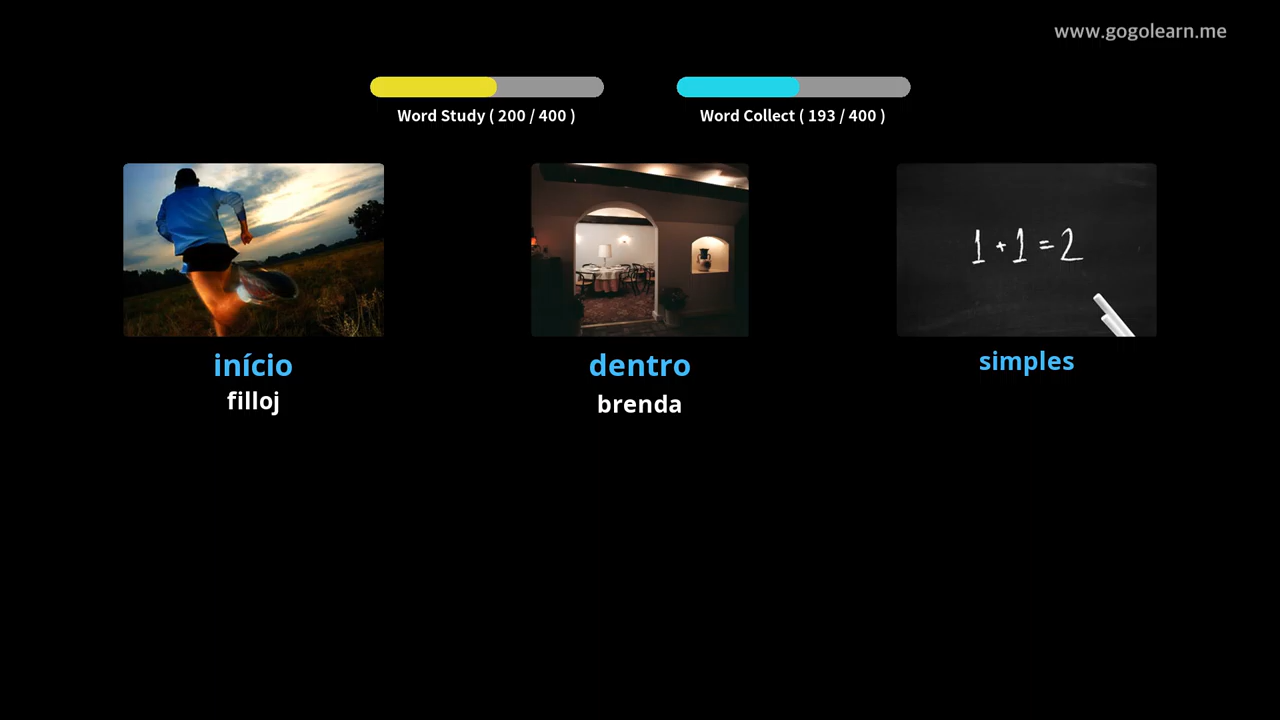 www.gogolearn.me
Word Study ( 200 / 400 )
Word Collect ( 193 / 400 )
1 + 1 = 2
início
filloj
dentro
brenda
simples